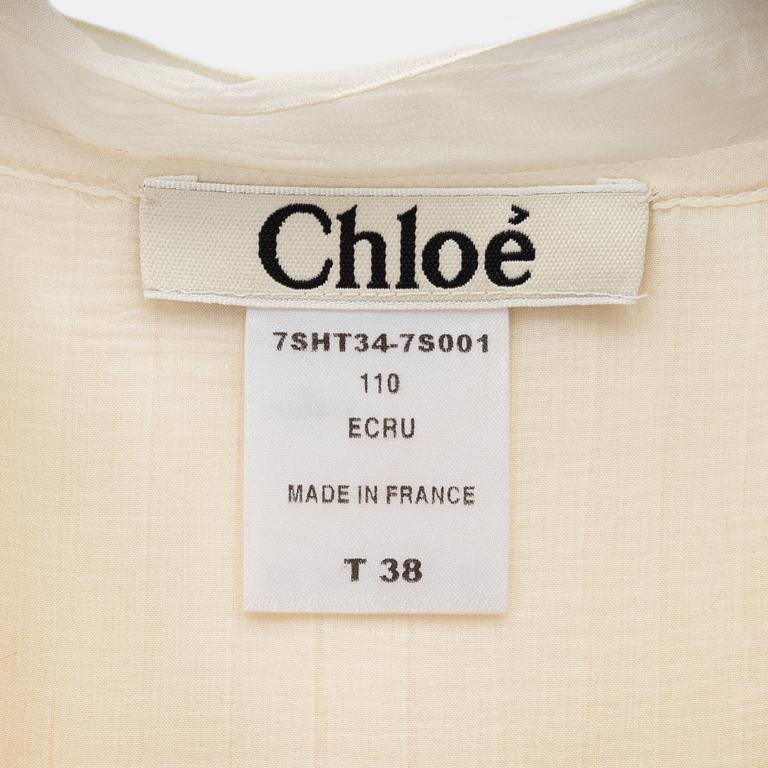 Chloé
7SHT34-7S001
110
ECRU
MADE IN FRANCE
T 38